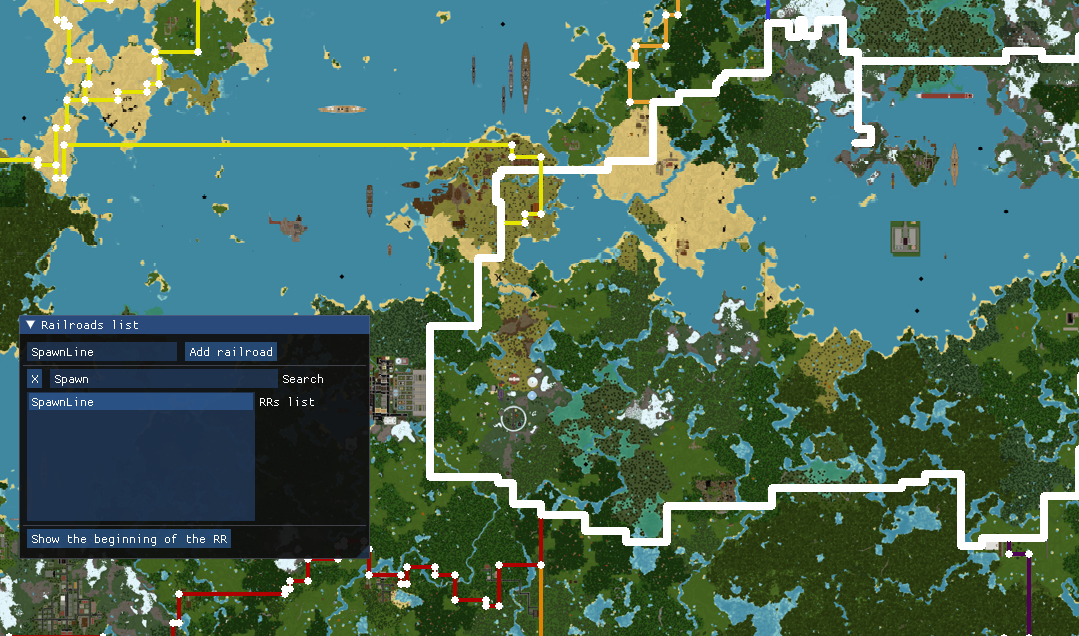 Railroads list
SpawnLine
Add railroad
X
Spawn
Search
SpawnLine
RRs list
Show the beginning of the RR